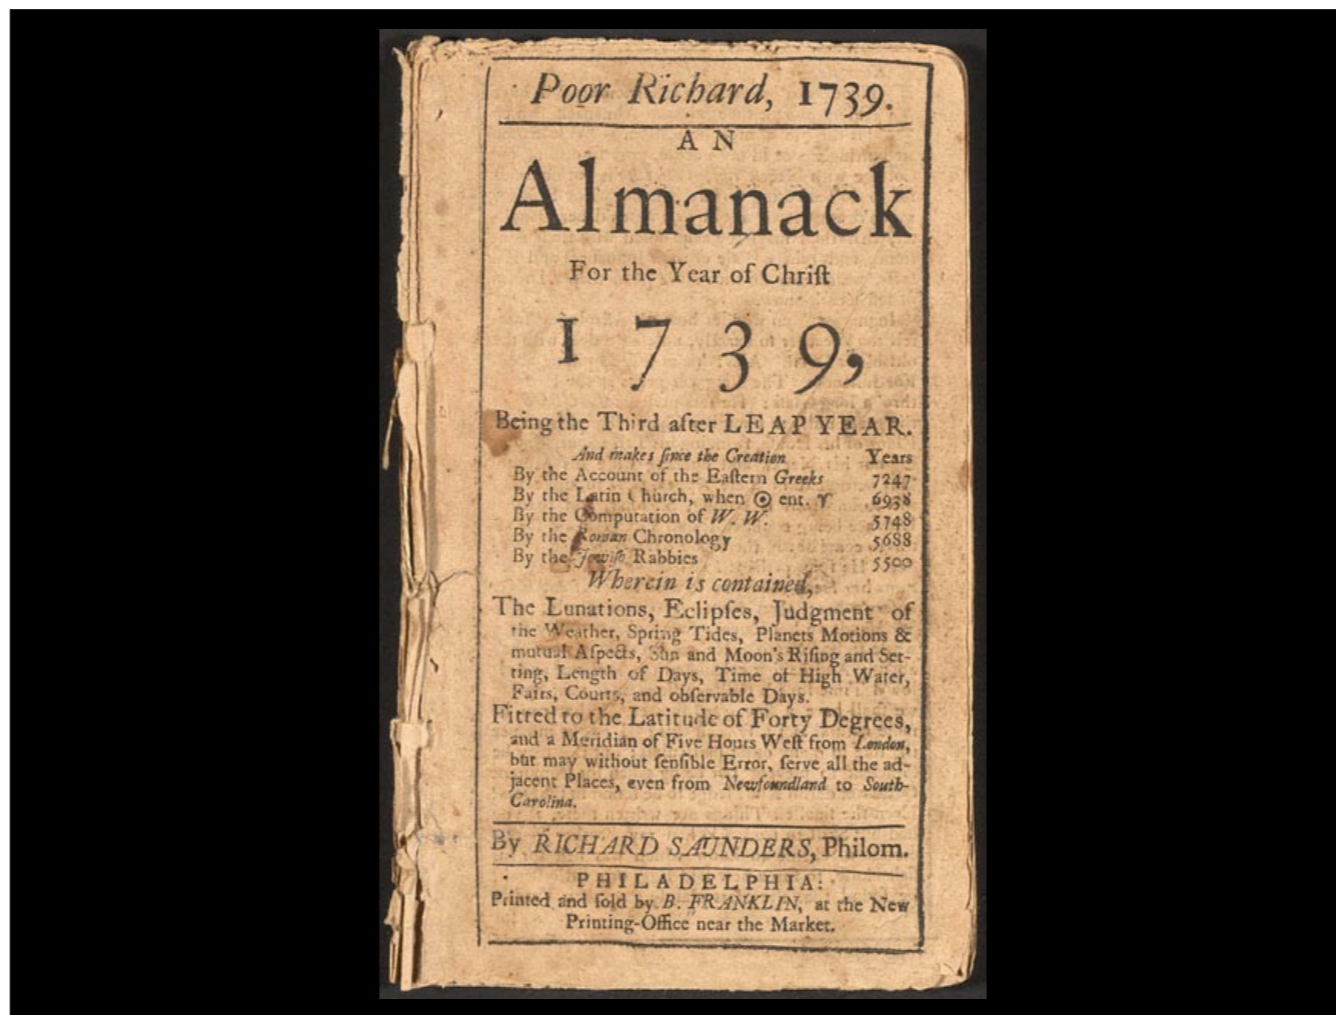 Poor Richard, 1739.
AN
Almanack
For the Year of Chriſt
1739,
Being the Third after LEAP YEAR.
And makes ſince the Creation Years
By the Account of the Eaſtern Greeks 7247
By the Latin Church, when ☉ ent. ♈ 6938
By the Computation of W. W. 5748
By the Roman Chronology 5688
By the Jewiſh Rabbies 5500
Wherein is contained,
The Lunations, Eclipſes, Judgment of
the Weather, Spring Tides, Planets Motions &
mutual Aſpects, Sun and Moon's Riſing and Set-
ting, Length of Days, Time of High Water,
Fairs, Courts, and obſervable Days.
Fitted to the Latitude of Forty Degrees,
and a Meridian of Five Hours Weſt from London,
but may without ſenſible Error, ſerve all the ad-
jacent Places, even from Newfoundland to South-
Carolina.
By RICHARD SAUNDERS, Philom.
PHILADELPHIA:
Printed and ſold by B. FRANKLIN, at the New
Printing-Office near the Market.